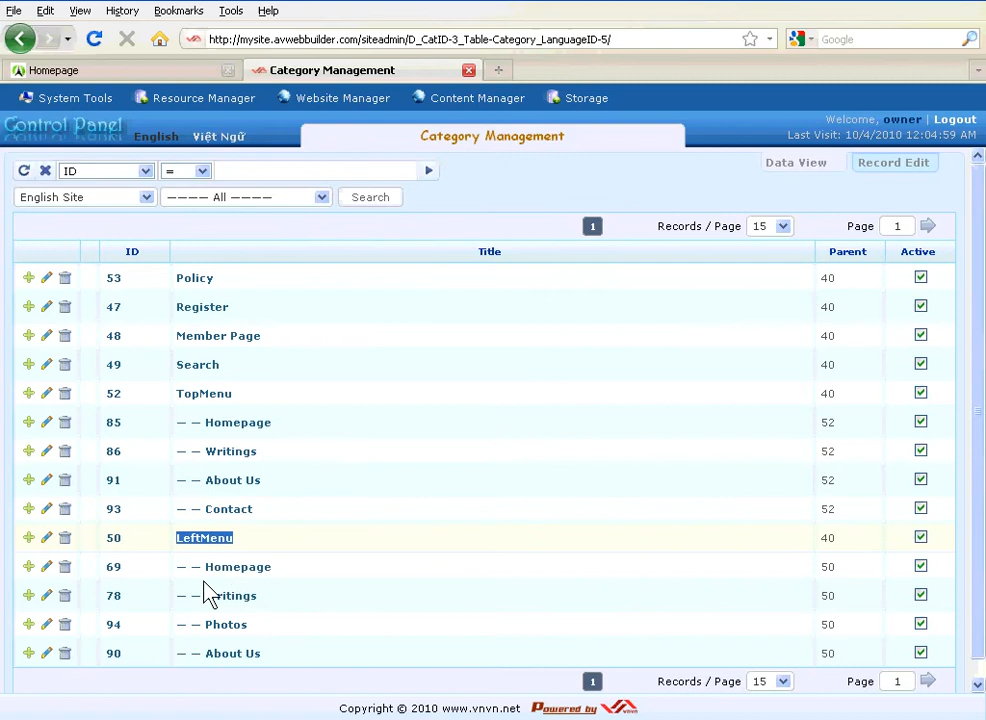 File Edit View History Bookmarks Tools Help
http://mysite.avwebbuilder.com/siteadmin/D_CatID-3_Table-Category_LanguageID-5/ Google
Homepage Category Management
System Tools Resource Manager Website Manager Content Manager Storage
Control Panel English Việt Ngữ Category Management Welcome, owner | Logout
Last Visit: 10/4/2010 12:04:59 AM
ID = Data View Record Edit
English Site ---- All ---- Search
1 Records / Page 15 Page 1
ID Title Parent Active
53 Policy 40
47 Register 40
48 Member Page 40
49 Search 40
52 TopMenu 40
85 — — Homepage 52
86 — — Writings 52
91 — — About Us 52
93 — — Contact 52
50 LeftMenu 40
69 — — Homepage 50
78 — — ritings 50
94 — — Photos 50
90 — — About Us 50
1 Records / Page 15 Page 1
Copyright © 2010 www.vnvn.net Powered by